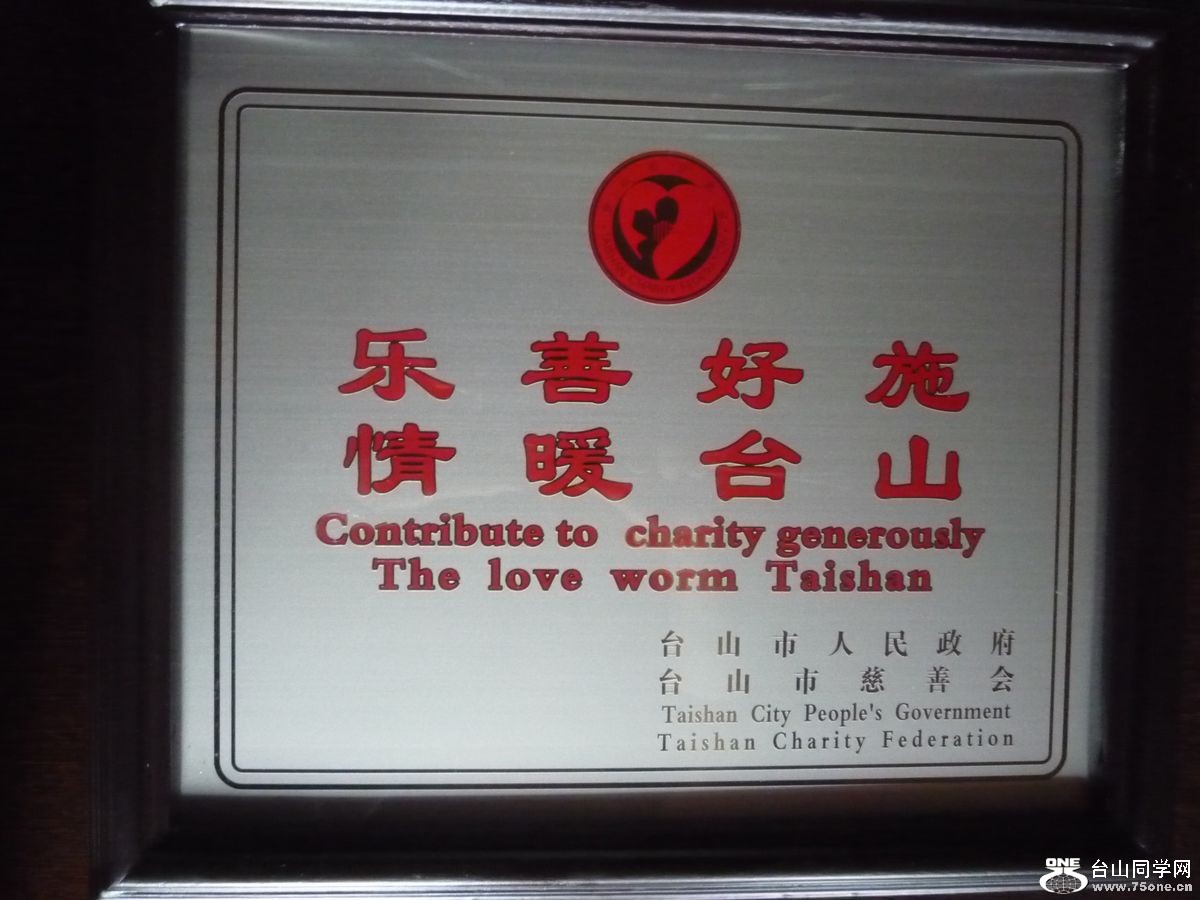 乐善好施
情暖台山
Contribute to charity generously
The love worm Taishan
台山市人民政府
台山市慈善会
Taishan City People's Government
Taishan Charity Federation
ONE
台山同学网
www.75one.cn